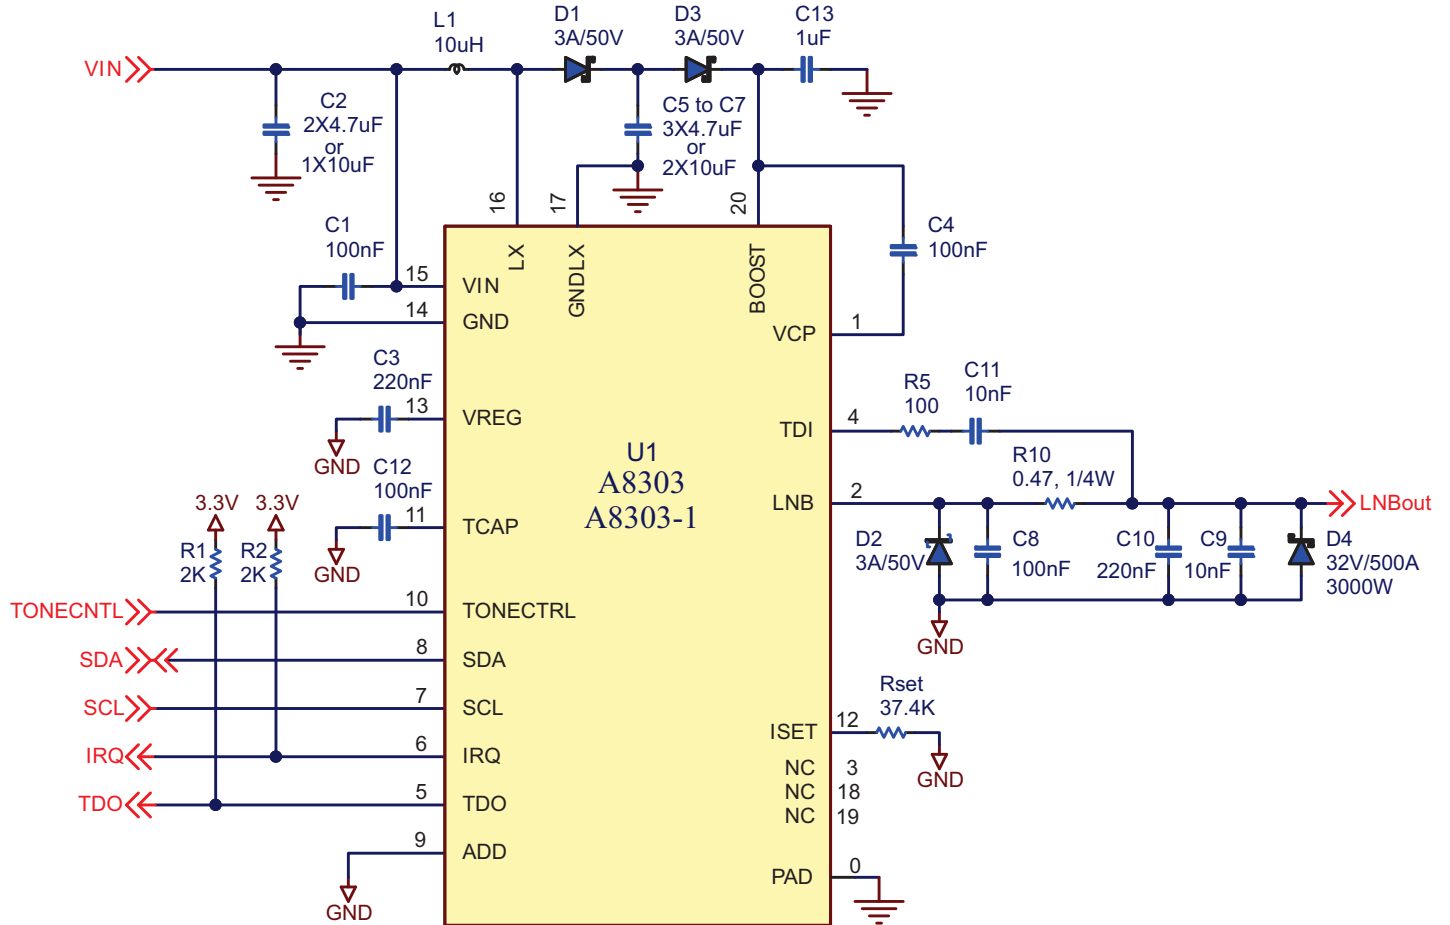 L1
10uH
D1
3A/50V
D3
3A/50V
C13
1uF
VIN
C2
2X4.7uF
or
1X10uF
C5 to C7
3X4.7uF
or
2X10uF
16
17
20
C1
100nF
C4
100nF
LX
GNDLX
BOOST
15
VIN
14
GND
VCP
1
C3
220nF
13
VREG
GND
C12
100nF
11
TCAP
GND
U1
A8303
A8303-1
TDI
4
R5
100
C11
10nF
R10
0.47, 1/4W
LNB
2
LNBout
D2
3A/50V
C8
100nF
C10
220nF
C9
10nF
D4
32V/500A
3000W
GND
3.3V
3.3V
R1
2K
R2
2K
TONECNTL
10
TONECTRL
SDA
8
SDA
SCL
7
SCL
IRQ
6
IRQ
TDO
5
TDO
9
ADD
GND
Rset
37.4K
ISET
12
GND
NC
3
NC
18
NC
19
PAD
0